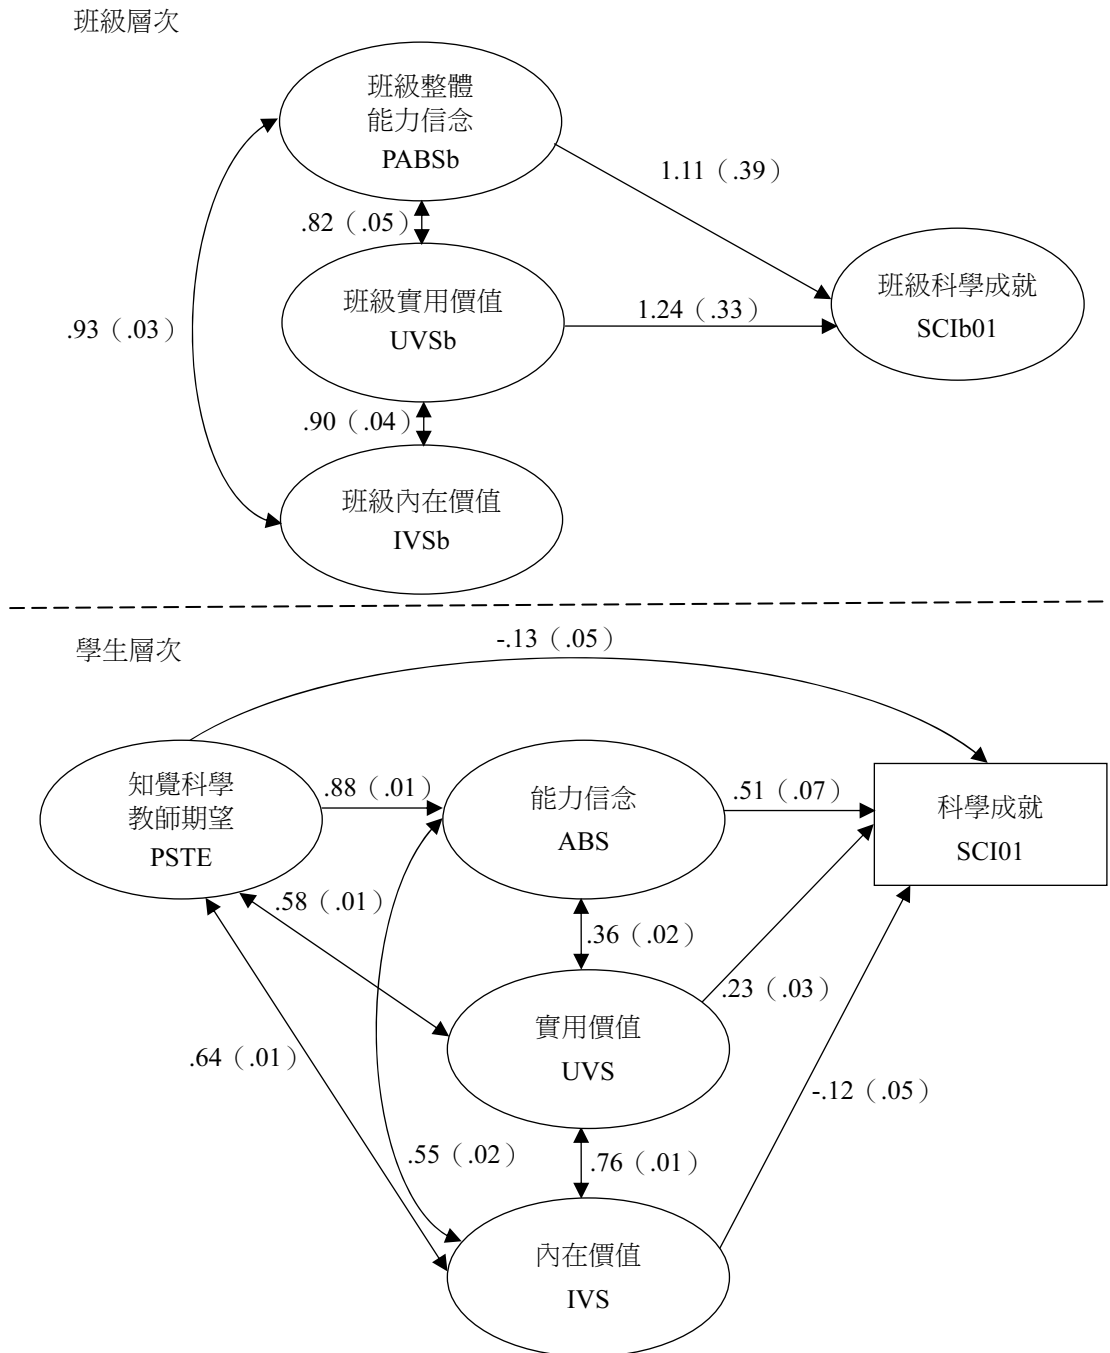 班級層次
班級整體
能力信念
PABSb
1.11（.39）
.82（.05）
班級實用價值
UVSb
1.24（.33）
班級科學成就
SCIb01
.93（.03）
.90（.04）
班級內在價值
IVSb
學生層次
-.13（.05）
知覺科學
教師期望
PSTE
.88（.01）
能力信念
ABS
.51（.07）
科學成就
SCI01
.58（.01）
.36（.02）
實用價值
UVS
.23（.03）
.64（.01）
-.12（.05）
.55（.02）
.76（.01）
內在價值
IVS